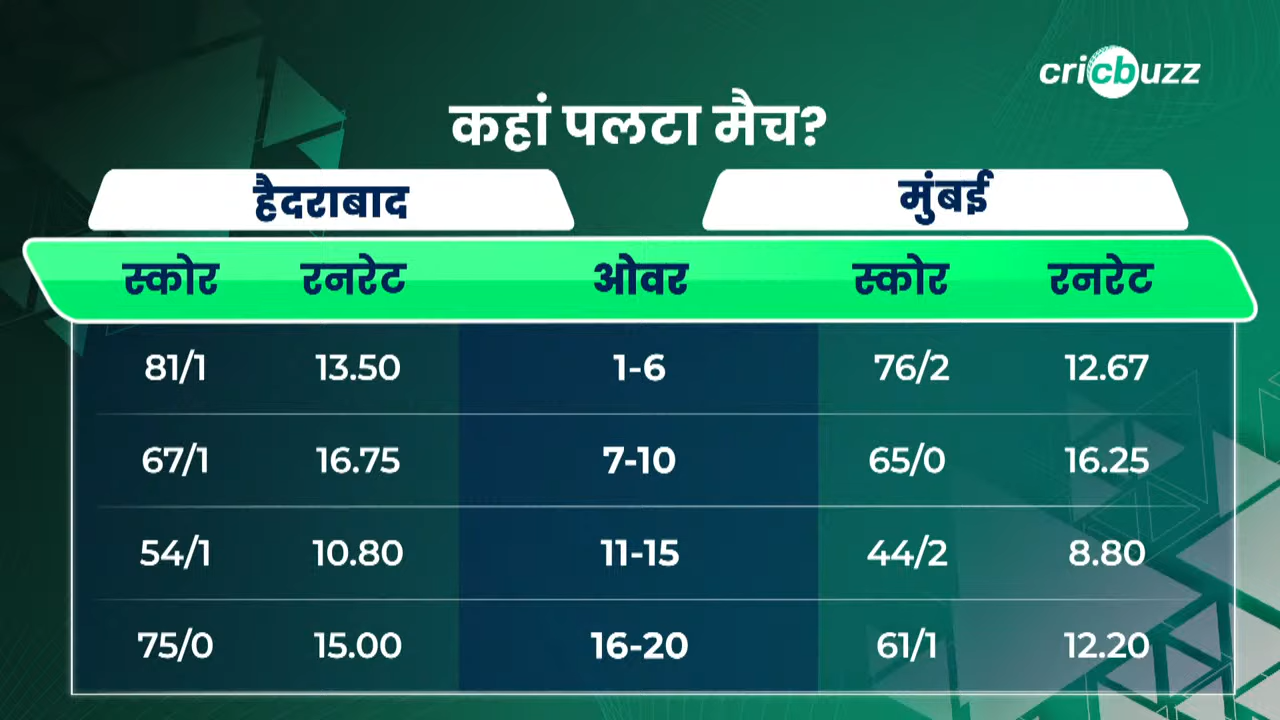 cricbuzz
कहां पलटा मैच?
हैदराबाद मुंबई
स्कोर रनरेट ओवर स्कोर रनरेट
81/1 13.50 1-6 76/2 12.67
67/1 16.75 7-10 65/0 16.25
54/1 10.80 11-15 44/2 8.80
75/0 15.00 16-20 61/1 12.20